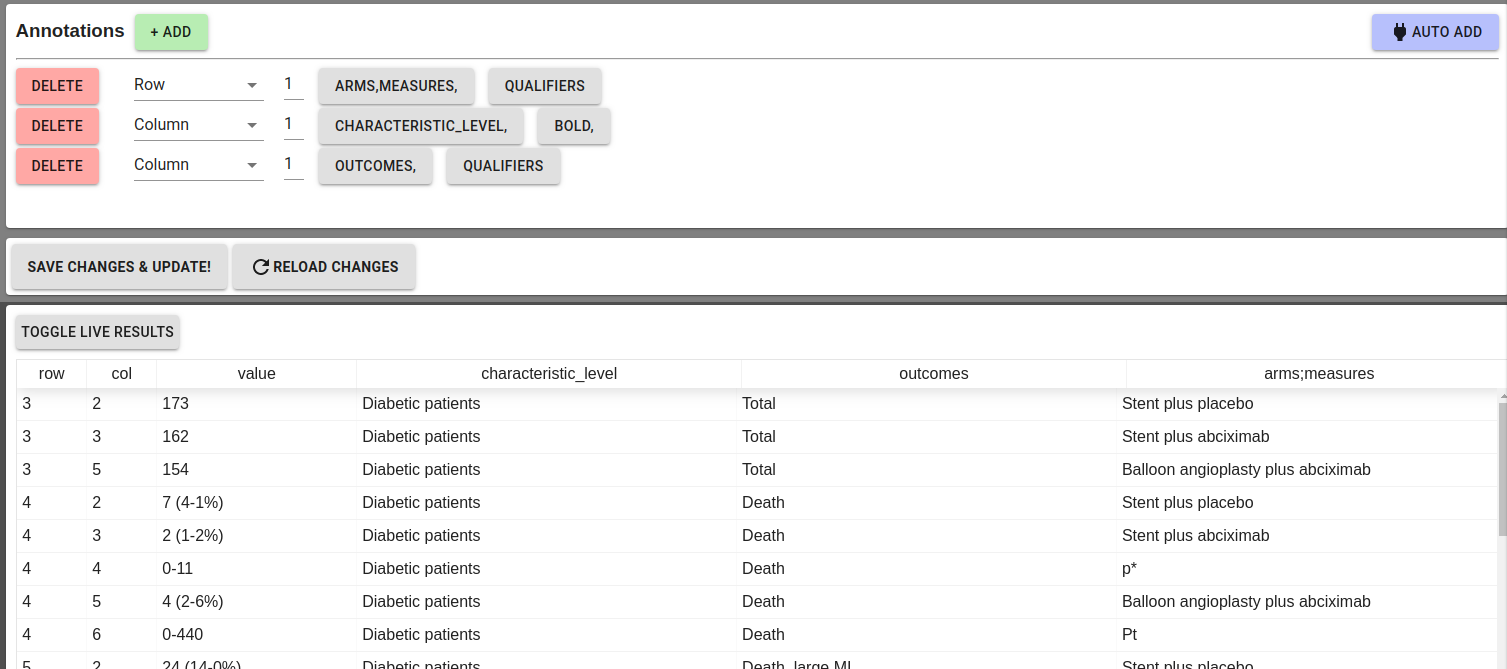 Annotations + ADD AUTO ADD
DELETE Row 1 ARMS,MEASURES, QUALIFIERS
DELETE Column 1 CHARACTERISTIC_LEVEL, BOLD,
DELETE Column 1 OUTCOMES, QUALIFIERS
SAVE CHANGES & UPDATE! RELOAD CHANGES
TOGGLE LIVE RESULTS
row col value characteristic_level outcomes arms;measures
3 2 173 Diabetic patients Total Stent plus placebo
3 3 162 Diabetic patients Total Stent plus abciximab
3 5 154 Diabetic patients Total Balloon angioplasty plus abciximab
4 2 7 (4-1%) Diabetic patients Death Stent plus placebo
4 3 2 (1-2%) Diabetic patients Death Stent plus abciximab
4 4 0-11 Diabetic patients Death p*
4 5 4 (2-6%) Diabetic patients Death Balloon angioplasty plus abciximab
4 6 0-440 Diabetic patients Death Pt
5 2 24 (14-0%) Diabetic patients Death, large MI Stent plus placebo